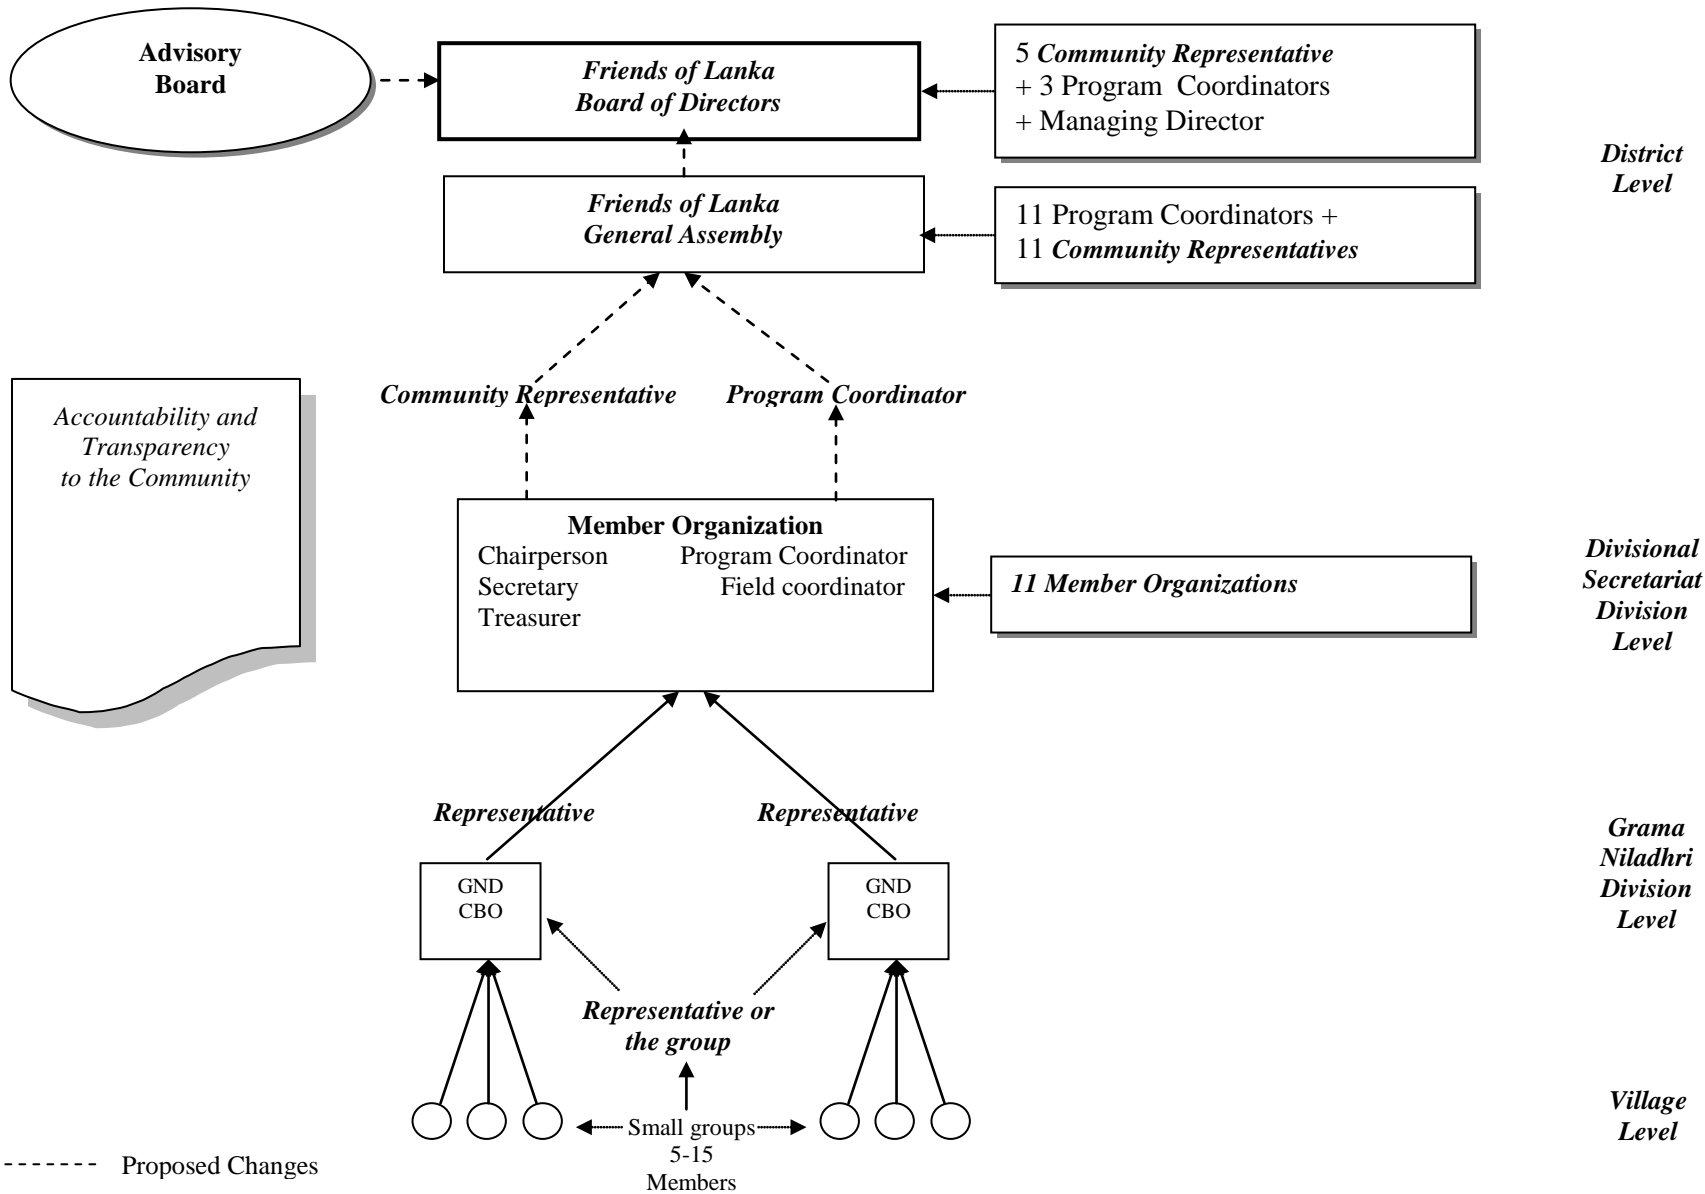 Advisory
Board
Friends of Lanka
Board of Directors
5 Community Representative
+ 3 Program Coordinators
+ Managing Director
District
Level
Friends of Lanka
General Assembly
11 Program Coordinators +
11 Community Representatives
Community Representative
Program Coordinator
Accountability and
Transparency
to the Community
Member Organization
Chairperson Program Coordinator
Secretary Field coordinator
Treasurer
11 Member Organizations
Divisional
Secretariat
Division
Level
Representative
Representative
Grama
Niladhri
Division
Level
GND
CBO
GND
CBO
Representative or
the group
Small groups
5-15
Members
Village
Level
Proposed Changes